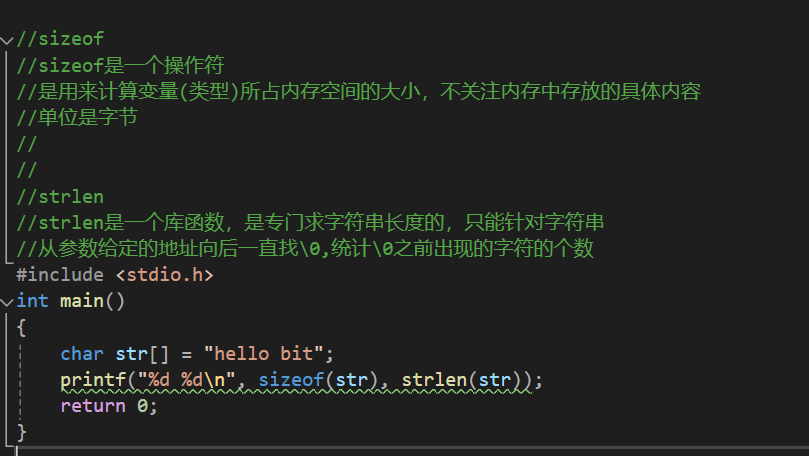 //sizeof
//sizeof是一个操作符
//是用来计算变量(类型)所占内存空间的大小，不关注内存中存放的具体内容
//单位是字节
//
//
//strlen
//strlen是一个库函数，是专门求字符串长度的，只能针对字符串
//从参数给定的地址向后一直找\0,统计\0之前出现的字符的个数
#include <stdio.h>
int main()
{
    char str[] = "hello bit";
    printf("%d %d\n", sizeof(str), strlen(str));
    return 0;
}